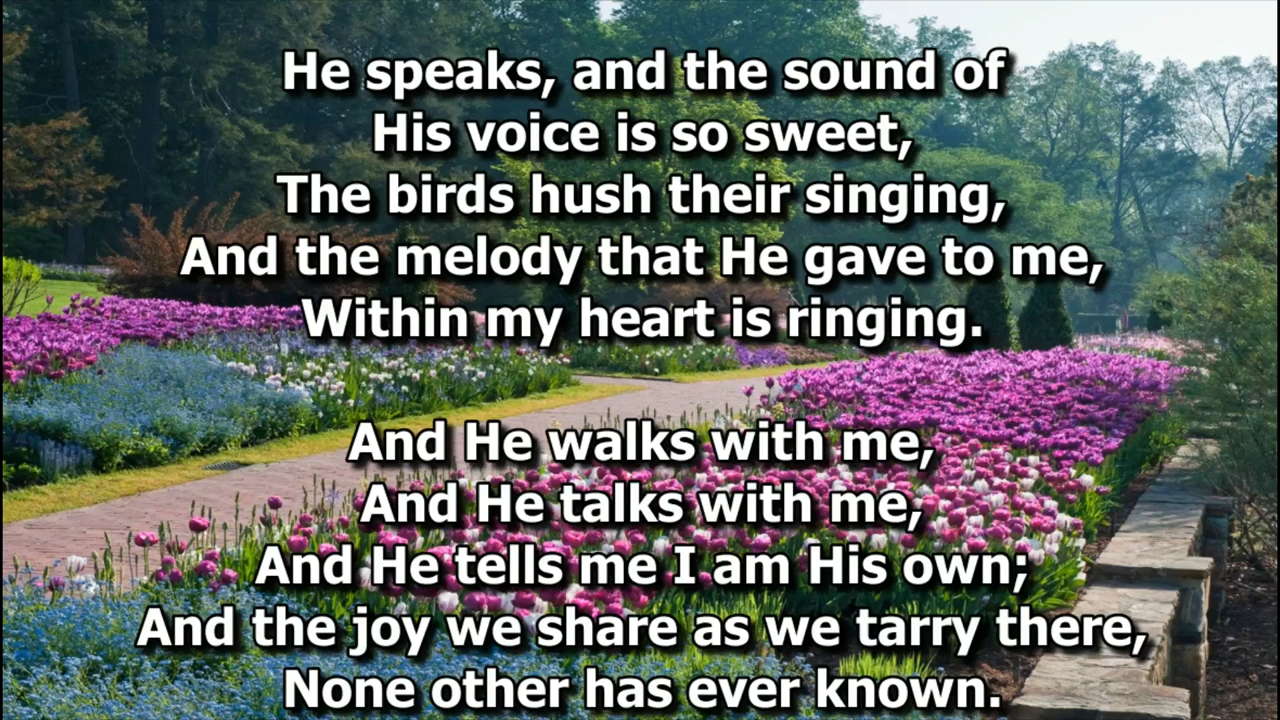 He speaks, and the sound of
His voice is so sweet,
The birds hush their singing,
And the melody that He gave to me,
Within my heart is ringing.
And He walks with me,
And He talks with me,
And He tells me I am His own;
And the joy we share as we tarry there,
None other has ever known.